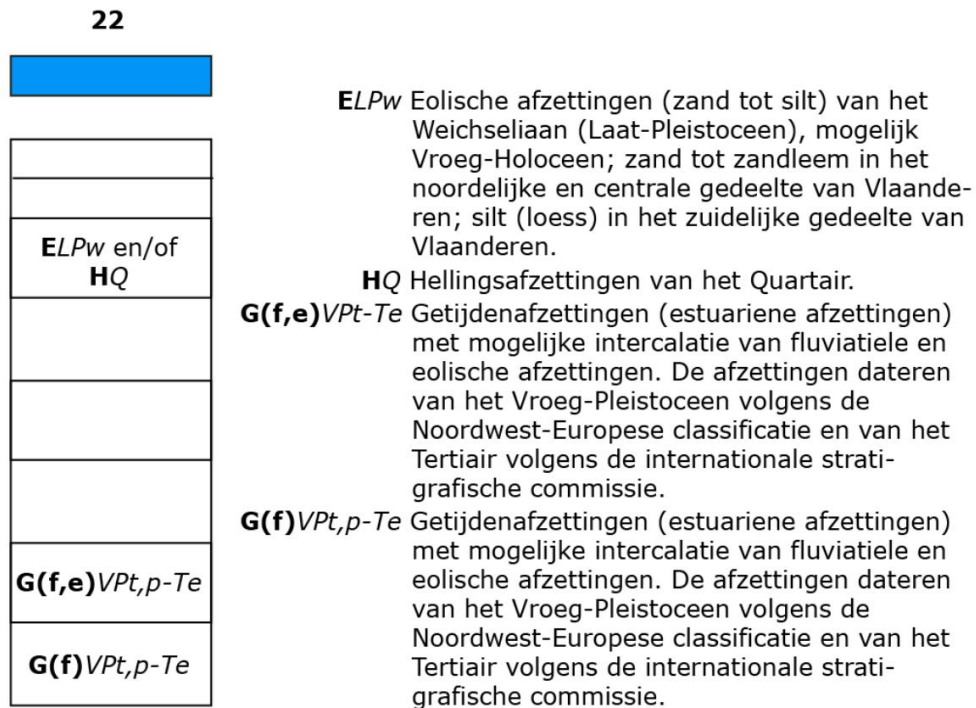 22
ELPw en/of
HQ
G(f,e)VPt,p-Te
G(f)VPt,p-Te
ELPw Eolische afzettingen (zand tot silt) van het
Weichseliaan (Laat-Pleistoceen), mogelijk
Vroeg-Holoceen; zand tot zandleem in het
noordelijke en centrale gedeelte van Vlaande-
ren; silt (loess) in het zuidelijke gedeelte van
Vlaanderen.
HQ Hellingsafzettingen van het Quartair.
G(f,e)VPt-Te Getijdenafzettingen (estuariene afzettingen)
met mogelijke intercalatie van fluviatiele en
eolische afzettingen. De afzettingen dateren
van het Vroeg-Pleistoceen volgens de
Noordwest-Europese classificatie en van het
Tertiair volgens de internationale strati-
grafische commissie.
G(f)VPt,p-Te Getijdenafzettingen (estuariene afzettingen)
met mogelijke intercalatie van fluviatiele en
eolische afzettingen. De afzettingen dateren
van het Vroeg-Pleistoceen volgens de
Noordwest-Europese classificatie en van het
Tertiair volgens de internationale strati-
grafische commissie.